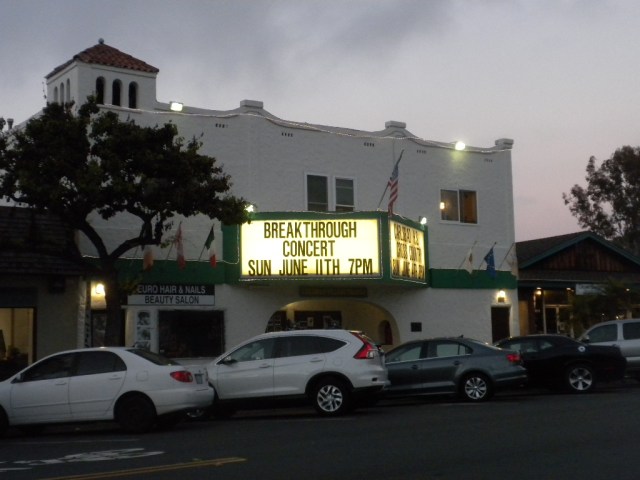 BREAKTHROUGH
CONCERT
SUN JUNE 11TH 7PM
EURO HAIR & NAILS
BEAUTY SALON